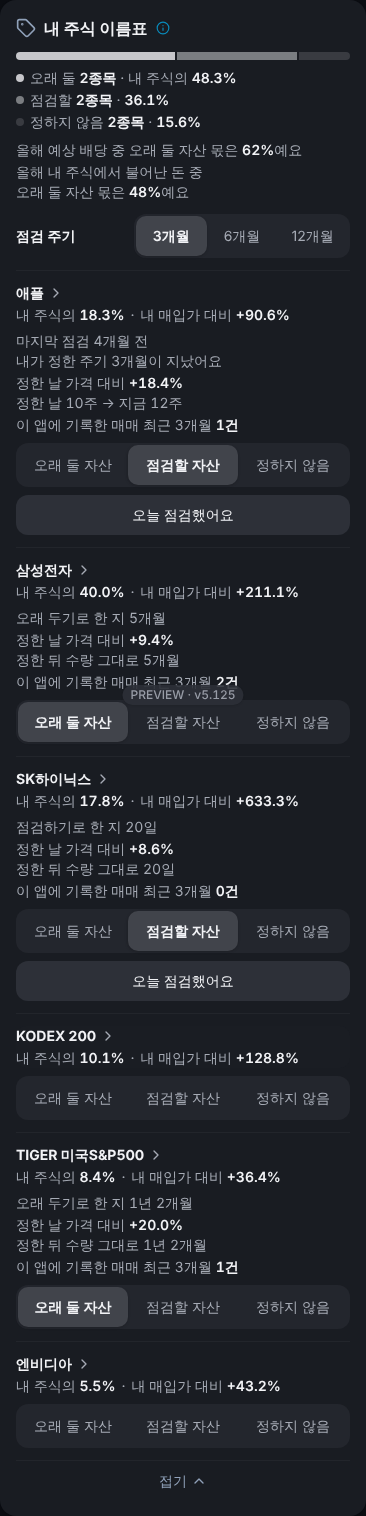 내 주식 이름표
오래 둘 2종목 · 내 주식의 48.3%
점검할 2종목 · 36.1%
정하지 않음 2종목 · 15.6%
올해 예상 배당 중 오래 둘 자산 몫은 62%예요
올해 내 주식에서 불어난 돈 중
오래 둘 자산 몫은 48%예요
점검 주기 3개월 6개월 12개월
애플
내 주식의 18.3% · 내 매입가 대비 +90.6%
마지막 점검 4개월 전
내가 정한 주기 3개월이 지났어요
정한 날 가격 대비 +18.4%
정한 날 10주 → 지금 12주
이 앱에 기록한 매매 최근 3개월 1건
오래 둘 자산 점검할 자산 정하지 않음
오늘 점검했어요
삼성전자
내 주식의 40.0% · 내 매입가 대비 +211.1%
오래 두기로 한 지 5개월
정한 날 가격 대비 +9.4%
정한 뒤 수량 그대로 5개월
이 앱에 기록한 매매 최근 3개월 2건
PREVIEW · v5.125
오래 둘 자산 점검할 자산 정하지 않음
SK하이닉스
내 주식의 17.8% · 내 매입가 대비 +633.3%
점검하기로 한 지 20일
정한 날 가격 대비 +8.6%
정한 뒤 수량 그대로 20일
이 앱에 기록한 매매 최근 3개월 0건
오래 둘 자산 점검할 자산 정하지 않음
오늘 점검했어요
KODEX 200
내 주식의 10.1% · 내 매입가 대비 +128.8%
오래 둘 자산 점검할 자산 정하지 않음
TIGER 미국S&P500
내 주식의 8.4% · 내 매입가 대비 +36.4%
오래 두기로 한 지 1년 2개월
정한 날 가격 대비 +20.0%
정한 뒤 수량 그대로 1년 2개월
이 앱에 기록한 매매 최근 3개월 1건
오래 둘 자산 점검할 자산 정하지 않음
엔비디아
내 주식의 5.5% · 내 매입가 대비 +43.2%
오래 둘 자산 점검할 자산 정하지 않음
접기